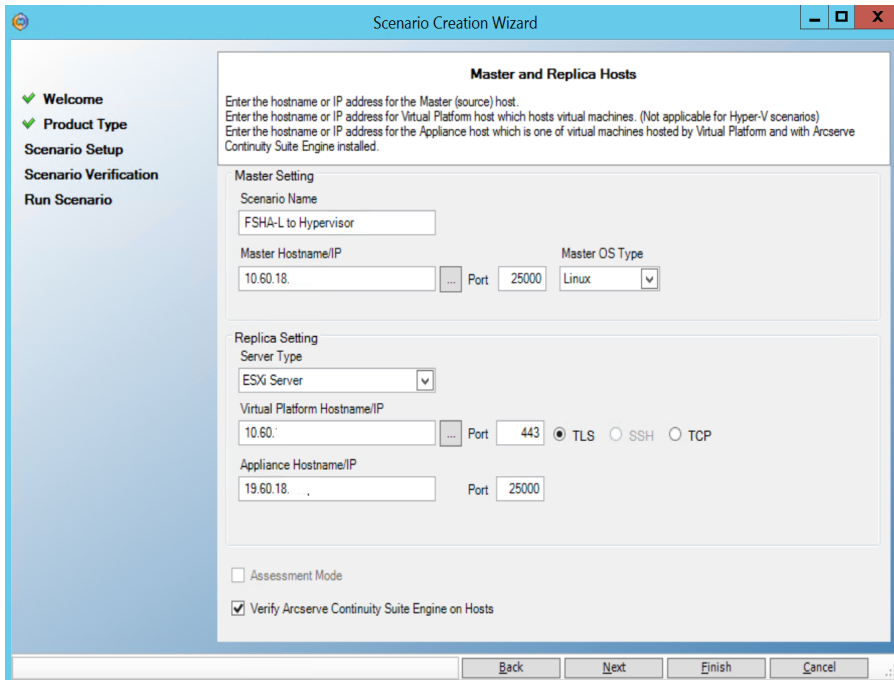 Scenario Creation Wizard
Welcome
Product Type
Scenario Setup
Scenario Verification
Run Scenario
Master and Replica Hosts
Enter the hostname or IP address for the Master (source) host.
Enter the hostname or IP address for Virtual Platform host which hosts virtual machines. (Not applicable for Hyper-V scenarios)
Enter the hostname or IP address for the Appliance host which is one of virtual machines hosted by Virtual Platform and with Arcserve
Continuity Suite Engine installed.
Master Setting
Scenario Name
FSHA-L to Hypervisor
Master Hostname/IP Master OS Type
10.60.18. ... Port 25000 Linux
Replica Setting
Server Type
ESXi Server
Virtual Platform Hostname/IP
10.60. ... Port 443 TLS SSH TCP
Appliance Hostname/IP
19.60.18. Port 25000
Assessment Mode
Verify Arcserve Continuity Suite Engine on Hosts
Back Next Finish Cancel